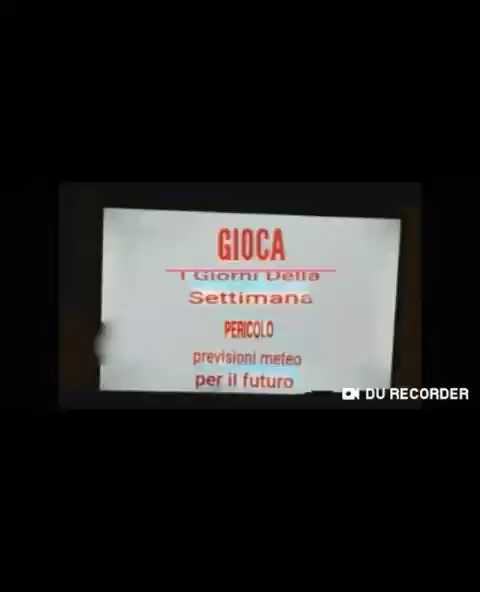 GIOCA
I Giorni Della
Settimana
PERICOLO
previsioni meteo
per il futuro
DU RECORDER